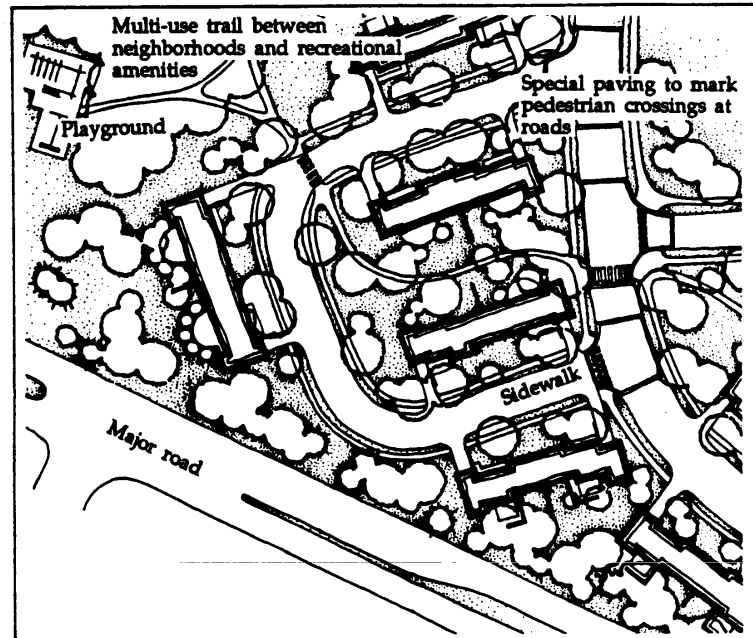 Multi-use trail between
neighborhoods and recreational
amenities
Special paving to mark
pedestrian crossings at
roads
Playground
Sidewalk
Major road